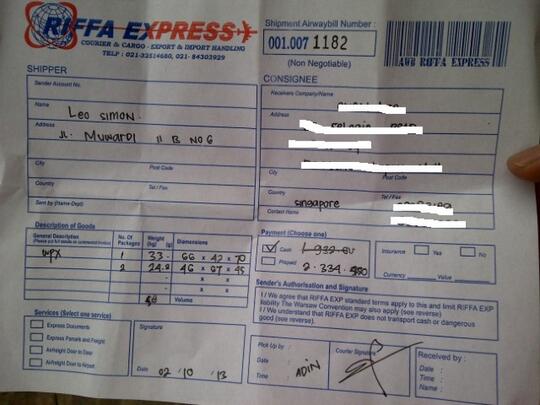 RIFFA EXPRESS
COURIER & CARGO - EXPORT & IMPORT HANDLING
TELP : 021-32514680, 021-84303929
Shipment Airwaybill Number :
001.007 1182
(Non Negotiable)
AWB RIFFA EXPRESS
SHIPPER
Sender Account No.
Name
Leo Simon.
Address
JL. Muwardi II B No 6
City
Post Code
Country
Tel./Fax
Sent by (Name-Dept)
CONSIGNEE
Receivers Company/Name
Address
City
Post Code
Country
Tel./Fax
Singapore
Contact Name
Description of Goods
General Description
No. Of Packages
Weight (kg)
Dimensions
WPX 1 33.- 66 x 42 x 70
2 24.8 46 x 67 x 45
x x
x x
Volume
Payment (Choose one)
Cash
Prepaid
2.334.
Insurance
Yes
No
Currency
Value
Sender's Authorisation and Signature
I / We agree that RIFFA EXP standard terms apply to this and limit RIFFA EXP
liability The Warsaw Convention may also apply (see reverse)
I / We understand that RIFFA EXP does not transport cash or dangerous
good (see reverse).
Services (Select one service)
Express Documents
Express Parcels and Freight
Airfreight Door to Door
Airfreight Door to Airport
Signature
Date 02 '10 '13
Pick Up by :
Date
Time
ADIN
Courier Signature
Received by :
Date :
Time :
Name :